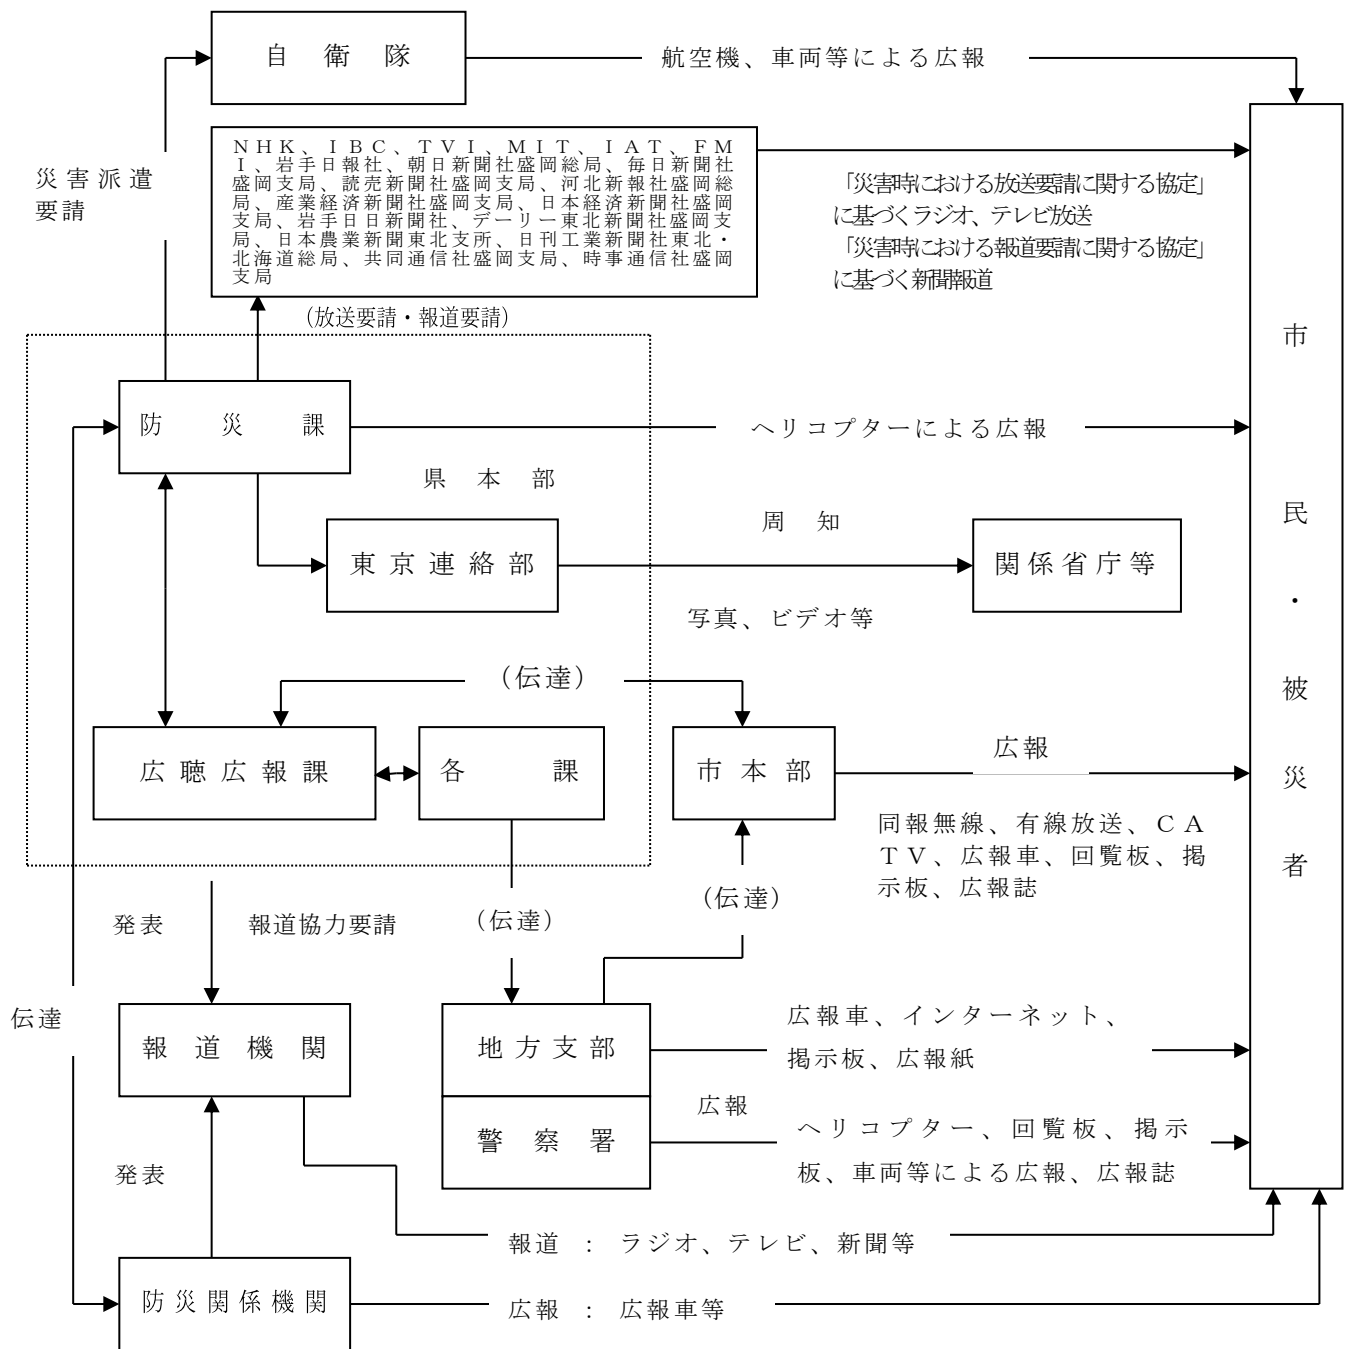 自衛隊
航空機、車両等による広報
災害派遣
要請
ＮＨＫ、ＩＢＣ、ＴＶＩ、ＭＩＴ、ＩＡＴ、ＦＭ
Ｉ、岩手日報社、朝日新聞社盛岡総局、毎日新聞社
盛岡支局、読売新聞社盛岡支局、河北新報社盛岡総
局、産業経済新聞社盛岡支局、日本経済新聞社盛岡
支局、岩手日日新聞社、デーリー東北新聞社盛岡支
局、日本農業新聞東北支所、日刊工業新聞社東北・
北海道総局、共同通信社盛岡支局、時事通信社盛岡
支局
「災害時における放送要請に関する協定」
に基づくラジオ、テレビ放送
「災害時における報道要請に関する協定」
に基づく新聞報道
（放送要請・報道要請）
市民・被災者
防災課
ヘリコプターによる広報
県本部
周知
東京連絡部
関係省庁等
写真、ビデオ等
（伝達）
広聴広報課
各課
市本部
広報
同報無線、有線放送、ＣＡ
ＴＶ、広報車、回覧板、掲
示板、広報誌
（伝達）
（伝達）
発表
報道協力要請
伝達
報道機関
地方支部
広報車、インターネット、
掲示板、広報紙
広報
警察署
ヘリコプター、回覧板、掲示
板、車両等による広報、広報誌
発表
報道 ： ラジオ、テレビ、新聞等
防災関係機関
広報 ： 広報車等